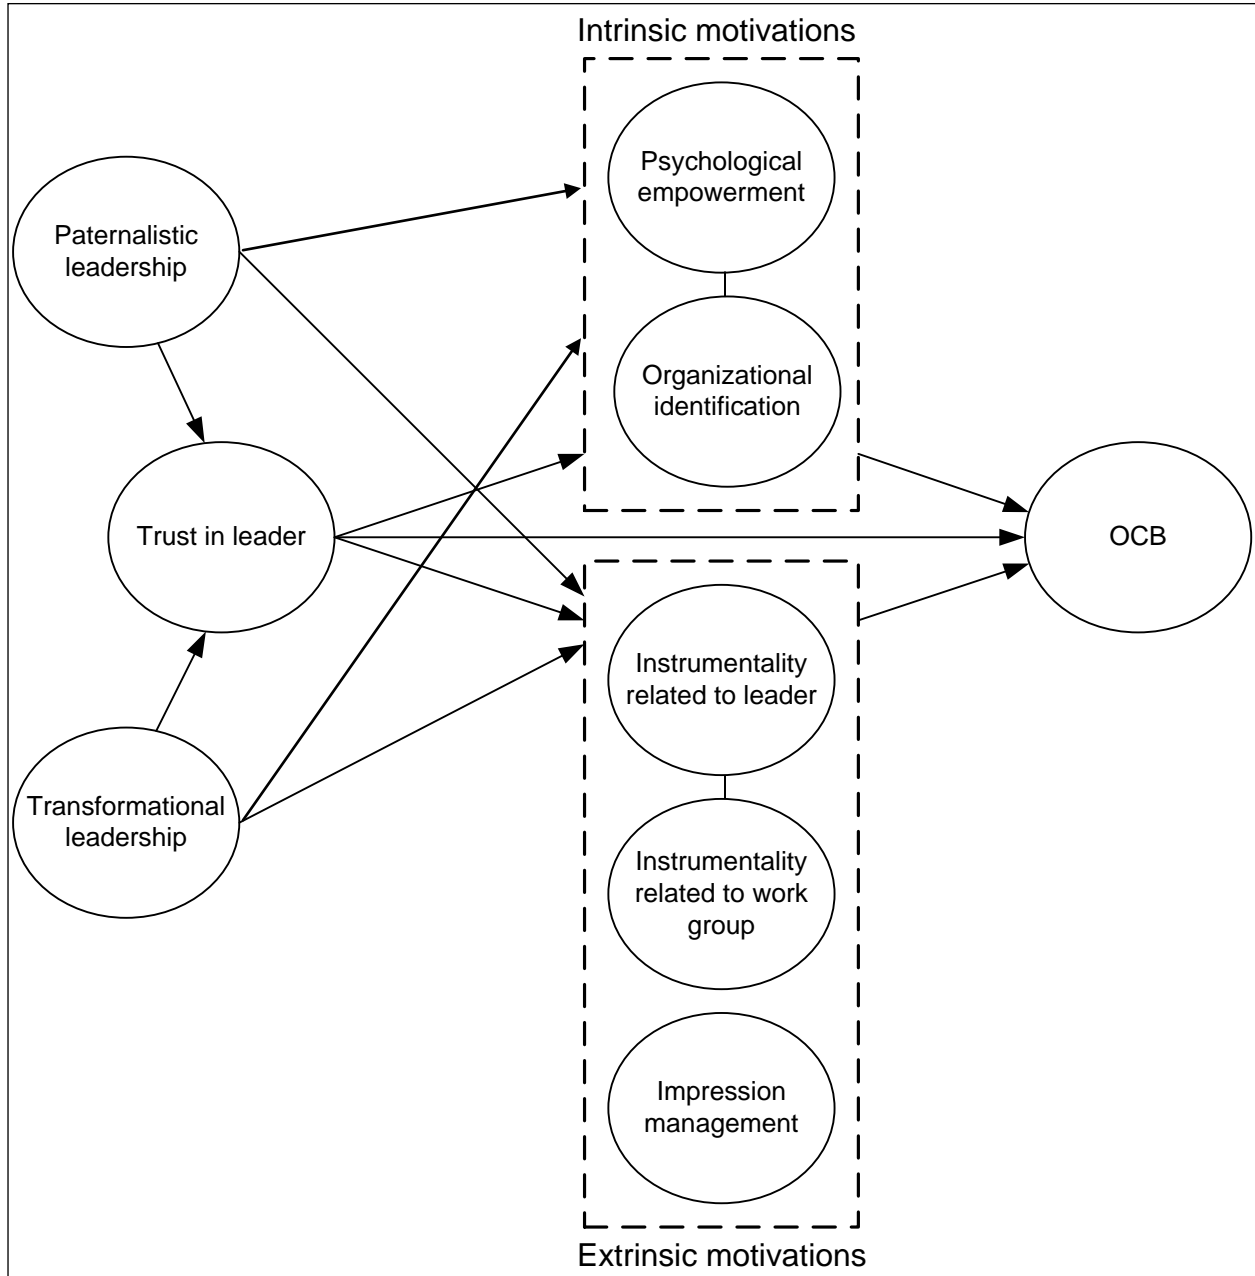 Intrinsic motivations
Psychological
empowerment
Paternalistic
leadership
Organizational
identification
Trust in leader
OCB
Instrumentality
related to leader
Transformational
leadership
Instrumentality
related to work
group
Impression
management
Extrinsic motivations